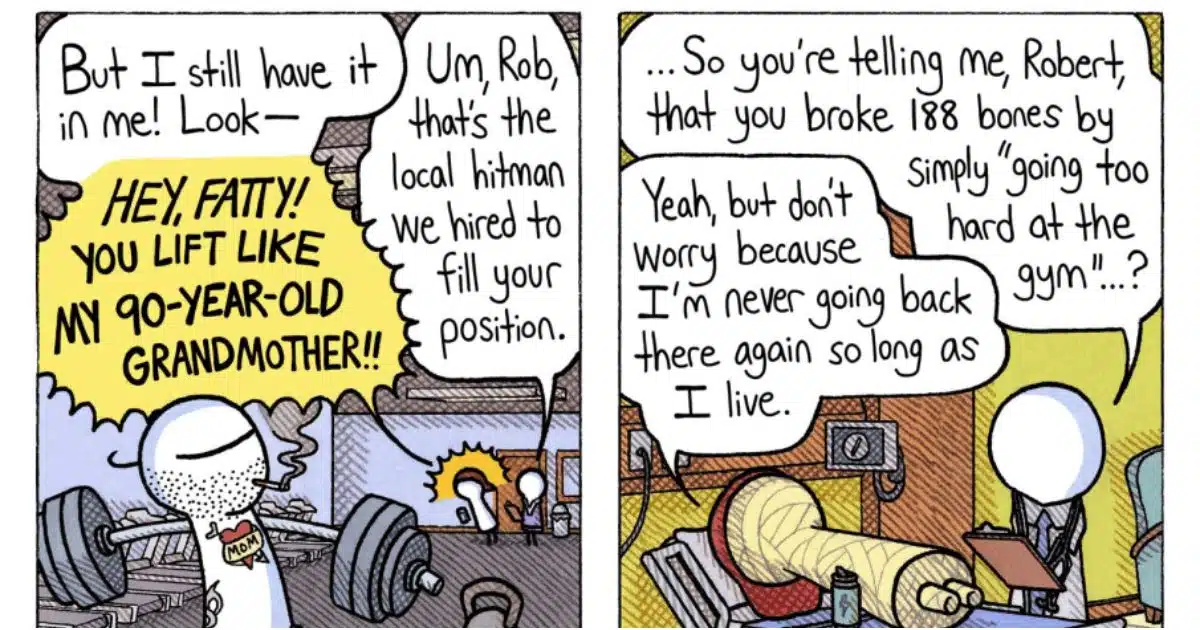 But I still have it
in me! Look—
HEY, FATTY!
YOU LIFT LIKE
MY 90-YEAR-OLD
GRANDMOTHER!!
Um, Rob,
that's the
local hitman
we hired to
fill your
position.
MOM
...So you're telling me, Robert,
that you broke 188 bones by
simply "going too
hard at the
gym"...?
Yeah, but don't
worry because
I'm never going back
there again so long as
I live.